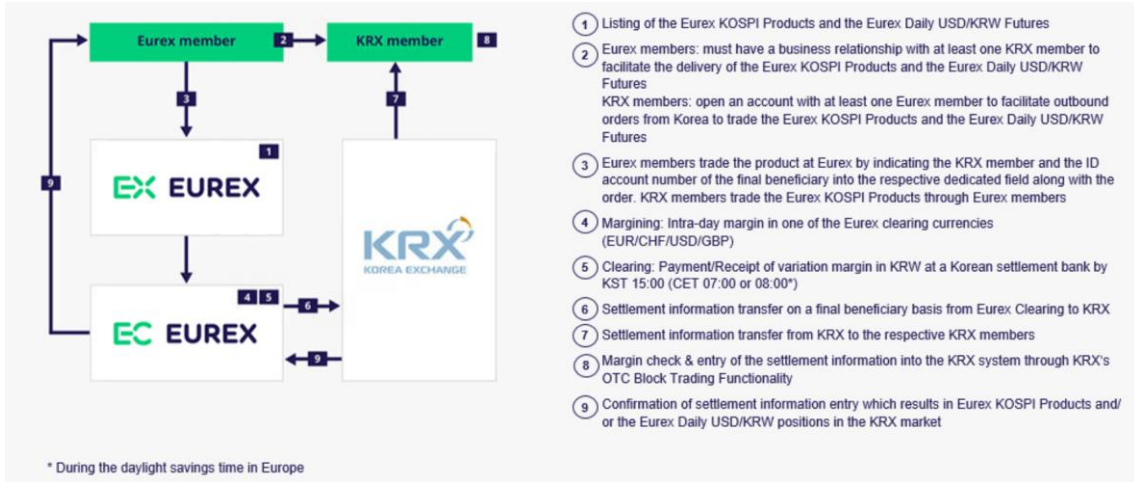 Eurex member
2
KRX member
8
3
7
1
EX EUREX
9
KRX
KOREA EXCHANGE
4 5
6
EC EUREX
9
* During the daylight savings time in Europe
1 Listing of the Eurex KOSPI Products and the Eurex Daily USD/KRW Futures
2 Eurex members: must have a business relationship with at least one KRX member to
facilitate the delivery of the Eurex KOSPI Products and the Eurex Daily USD/KRW
Futures
KRX members: open an account with at least one Eurex member to facilitate outbound
orders from Korea to trade the Eurex KOSPI Products and the Eurex Daily USD/KRW
Futures
3 Eurex members trade the product at Eurex by indicating the KRX member and the ID
account number of the final beneficiary into the respective dedicated field along with the
order. KRX members trade the Eurex KOSPI Products through Eurex members
4 Margining: Intra-day margin in one of the Eurex clearing currencies
(EUR/CHF/USD/GBP)
5 Clearing: Payment/Receipt of variation margin in KRW at a Korean settlement bank by
KST 15:00 (CET 07:00 or 08:00*)
6 Settlement information transfer on a final beneficiary basis from Eurex Clearing to KRX
7 Settlement information transfer from KRX to the respective KRX members
8 Margin check & entry of the settlement information into the KRX system through KRX's
OTC Block Trading Functionality
9 Confirmation of settlement information entry which results in Eurex KOSPI Products and/
or the Eurex Daily USD/KRW positions in the KRX market